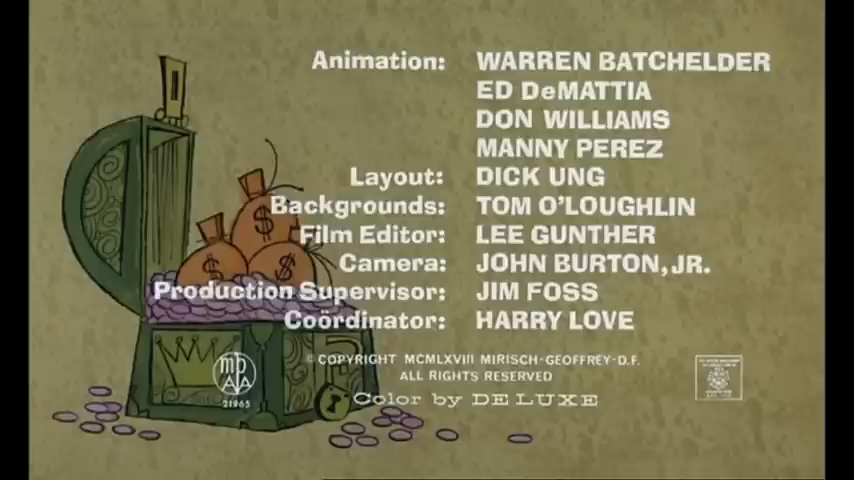 Animation: WARREN BATCHELDER
ED DeMATTIA
DON WILLIAMS
MANNY PEREZ
Layout: DICK UNG
Backgrounds: TOM O'LOUGHLIN
Film Editor: LEE GUNTHER
Camera: JOHN BURTON, JR.
Production Supervisor: JIM FOSS
Coördinator: HARRY LOVE
$
$ $
© COPYRIGHT MCMLXVIII MIRISCH-GEOFFREY-D.F.
ALL RIGHTS RESERVED
Color by DE LUXE
21965